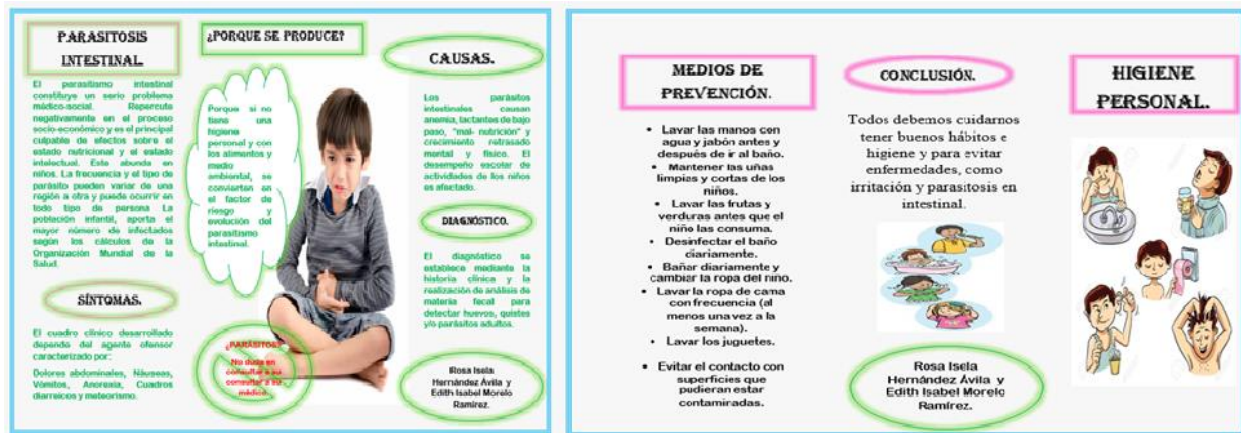 PARASITOSIS
INTESTINAL.
El parasitismo intestinal
constituye un serio problema
médico-social. Repercute
negativamente en el proceso
socio-económico y es el principal
culpable de efectos sobre el
estado nutricional y el estado
intelectual. Este abunda en
niños. La frecuencia y el tipo de
parásito pueden variar de una
región a otra y puede ocurrir en
todo tipo de persona La
población infantil, aporta el
mayor número de infectados
según los cálculos de la
Organización Mundial de la
Salud.
SÍNTOMAS.
El cuadro clínico desarrollado
depende del agente ofensor
caracterizado por:
Dolores abdominales, Náuseas,
Vómitos, Anorexia, Cuadros
diarreicos y meteorismo.
¿PORQUE SE PRODUCE?
Porque si no
tiene una
higiene
personal y con
los alimentos y
medio
ambiental, se
convierten en
el factor de
riesgo y
evolución del
parasitismo
intestinal.
¿PARÁSITOS?
No duda en
consultar a su
consultar a su
médico.
CAUSAS.
Los parásitos
intestinales causan
anemia, lactantes de bajo
paso, "mal- nutrición" y
crecimiento retrasado
mental y físico. El
desempeño escolar de
actividades de los niños
es afectado.
DIAGNÓSTICO.
El diagnóstico se
establece mediante la
historia clínica y la
realización de análisis de
materia fecal para
detectar huevos, quistes
y/o parásitos adultos.
Rosa Isela
Hernández Ávila y
Edith Isabel Morelo
Ramírez.
MEDIOS DE
PREVENCIÓN.
• Lavar las manos con
agua y jabón antes y
después de ir al baño.
• Mantener las uñas
limpias y cortas de los
niños.
• Lavar las frutas y
verduras antes que el
niño las consuma.
• Desinfectar el baño
diariamente.
• Bañar diariamente y
cambiar la ropa del niño.
• Lavar la ropa de cama
con frecuencia (al
menos una vez a la
semana).
• Lavar los juguetes.
• Evitar el contacto con
superficies que
pudieran estar
contamiradas.
CONCLUSIÓN.
Todos debemos cuidarnos
tener buenos hábitos e
higiene y para evitar
enfermedades, como
irritación y parasitosis en
intestinal.
Rosa Isela
Hernández Ávila y
Edith Isabel Morelo
Ramírez.
HIGIENE
PERSONAL.